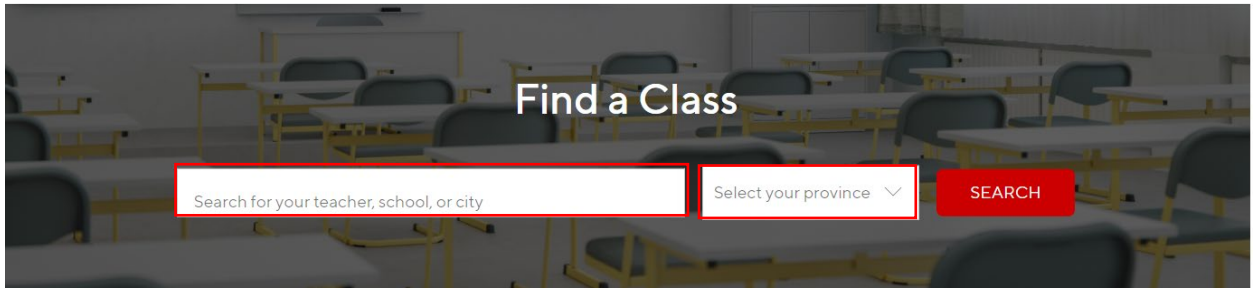 Find a Class
Search for your teacher, school, or city
Select your province
SEARCH